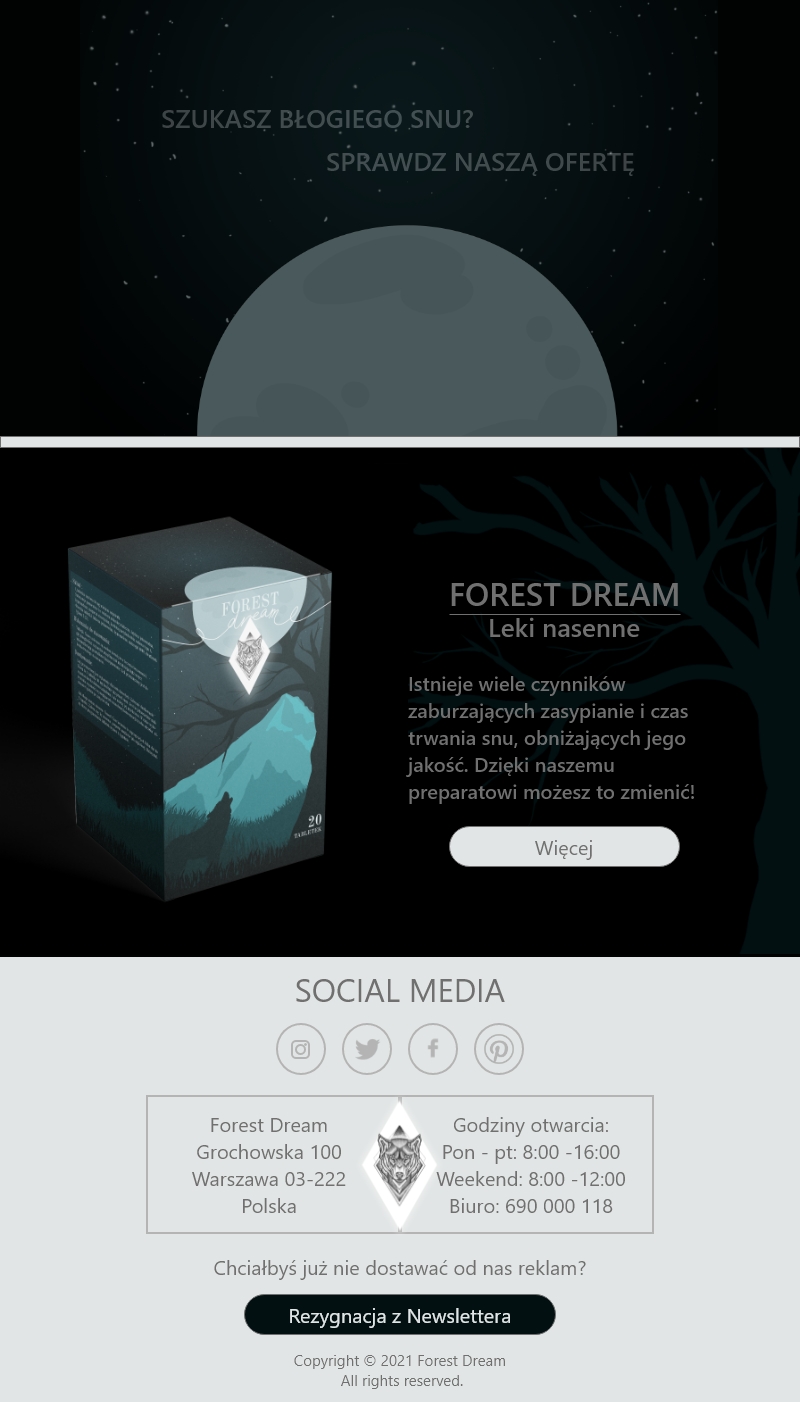 SZUKASZ BŁOGIEGO SNU?
SPRAWDZ NASZĄ OFERTĘ
FOREST
dream
20
TABLETEK
FOREST DREAM
Leki nasenne
Istnieje wiele czynników
zaburzających zasypianie i czas
trwania snu, obniżających jego
jakość. Dzięki naszemu
preparatowi możesz to zmienić!
Więcej
SOCIAL MEDIA
Forest Dream
Grochowska 100
Warszawa 03-222
Polska
Godziny otwarcia:
Pon - pt: 8:00 -16:00
Weekend: 8:00 -12:00
Biuro: 690 000 118
Chciałbyś już nie dostawać od nas reklam?
Rezygnacja z Newslettera
Copyright © 2021 Forest Dream
All rights reserved.